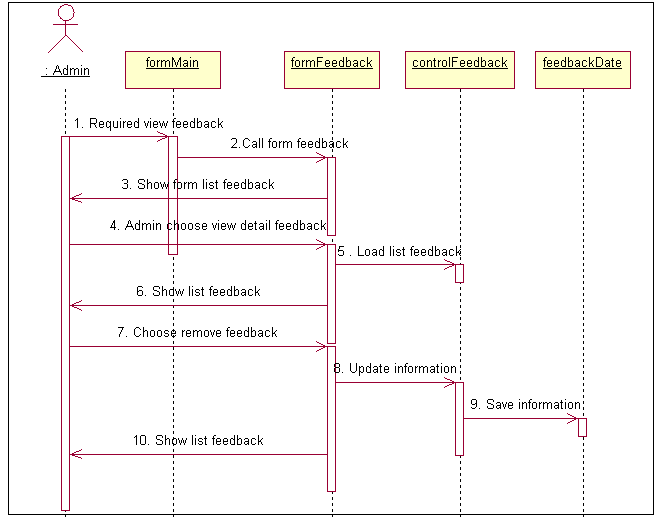 : Admin
formMain
formFeedback
controlFeedback
feedbackDate
1. Required view feedback
2.Call form feedback
3. Show form list feedback
4. Admin choose view detail feedback
5 . Load list feedback
6. Show list feedback
7. Choose remove feedback
8. Update information
9. Save information
10. Show list feedback